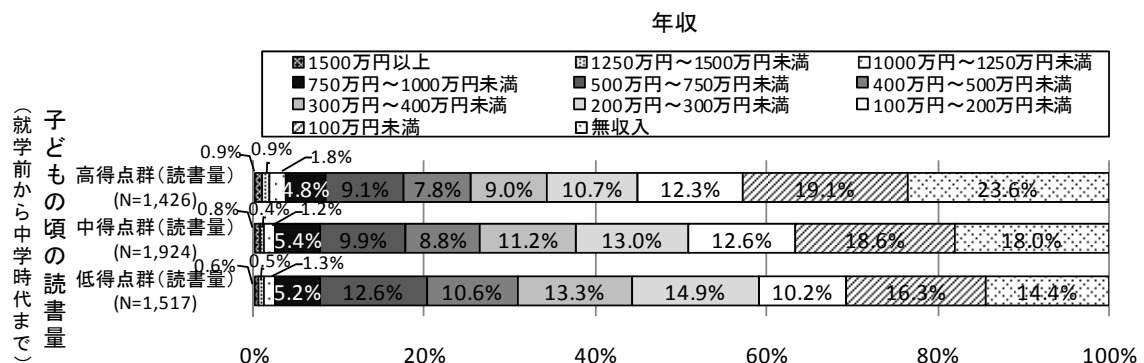 年収
1500万円以上 1250万円～1500万円未満 1000万円～1250万円未満
750万円～1000万円未満 500万円～750万円未満 400万円～500万円未満
300万円～400万円未満 200万円～300万円未満 100万円～200万円未満
100万円未満 無収入
子どもの頃の読書量
（就学前から中学時代まで）
0.9% 0.9% 1.8%
高得点群（読書量）
(N=1,426)
4.8% 9.1% 7.8% 9.0% 10.7% 12.3% 19.1% 23.6%
0.8% 0.4% 1.2%
中得点群（読書量）
(N=1,924)
5.4% 9.9% 8.8% 11.2% 13.0% 12.6% 18.6% 18.0%
0.6% 0.5% 1.3%
低得点群（読書量）
(N=1,517)
5.2% 12.6% 10.6% 13.3% 14.9% 10.2% 16.3% 14.4%
0% 20% 40% 60% 80% 100%